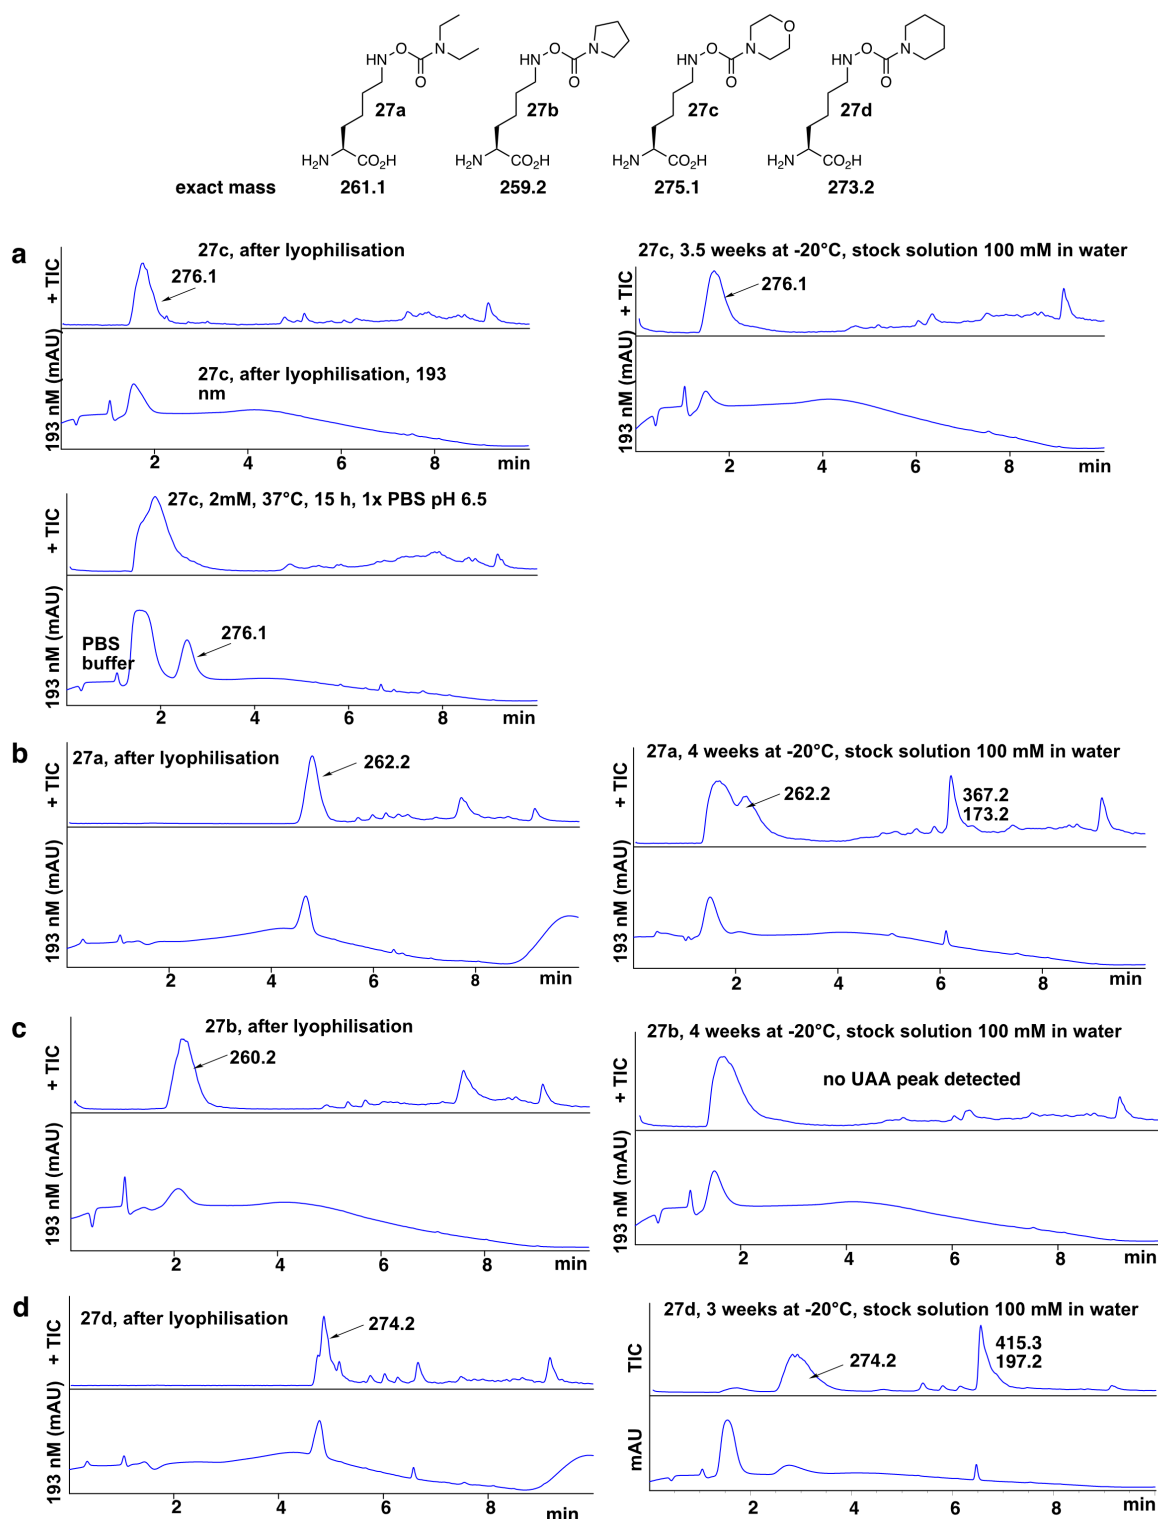 HN O N O
HN O N O
HN O N O O
HN O N O
27a 27b 27c 27d
H2N CO2H H2N CO2H H2N CO2H H2N CO2H
exact mass 261.1 259.2 275.1 273.2
a
27c, after lyophilisation
+ TIC
276.1
193 nM (mAU)
27c, after lyophilisation, 193
nm
2 4 6 8 min
27c, 3.5 weeks at -20°C, stock solution 100 mM in water
+ TIC
276.1
193 nM (mAU)
2 4 6 8 min
27c, 2mM, 37°C, 15 h, 1x PBS pH 6.5
+ TIC
193 nM (mAU)
PBS
buffer
276.1
2 4 6 8 min
b
27a, after lyophilisation
+ TIC
262.2
193 nM (mAU)
2 4 6 8 min
27a, 4 weeks at -20°C, stock solution 100 mM in water
+ TIC
262.2
367.2
173.2
193 nM (mAU)
2 4 6 8 min
c
27b, after lyophilisation
+ TIC
260.2
193 nM (mAU)
2 4 6 8 min
27b, 4 weeks at -20°C, stock solution 100 mM in water
+ TIC
no UAA peak detected
193 nM (mAU)
2 4 6 8 min
d
27d, after lyophilisation
+ TIC
274.2
193 nM (mAU)
2 4 6 8 min
27d, 3 weeks at -20°C, stock solution 100 mM in water
TIC
274.2
415.3
197.2
mAU
2 4 6 8 min